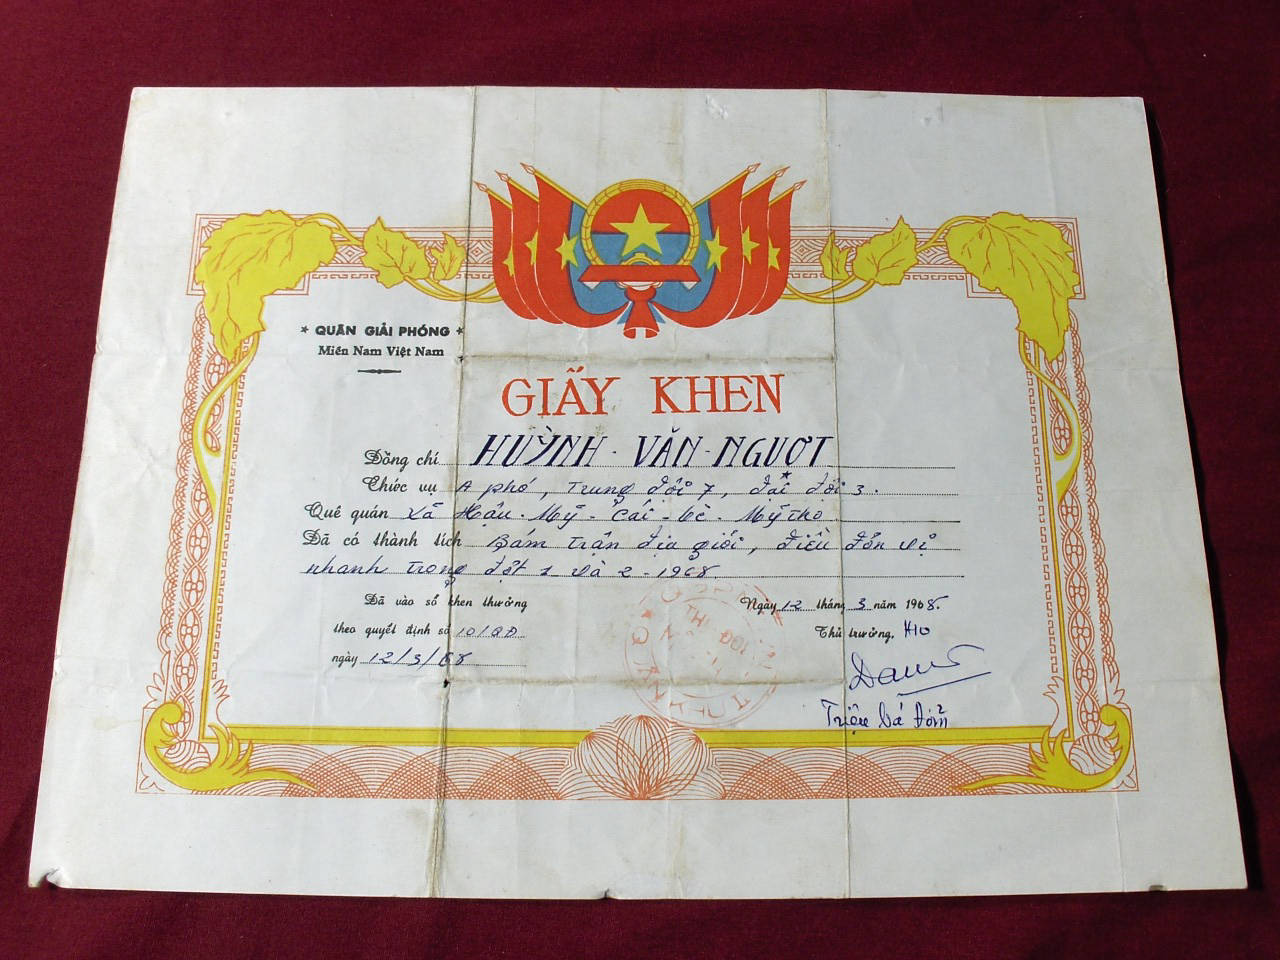 ★ QUÂN GIẢI PHÓNG ★
Miền Nam Việt Nam
GIẤY KHEN
Đồng chí HUỲNH - VĂN - NGƯỢT
Chức vụ A phó, Trung đội 7, đại đội 3.
Quê quán Xã Hậu - Mỹ - Cái - bè - Mỹ tho
Đã có thành tích Bám trận địa giỏi, điều đơn vị
nhanh trong đợt 1 và 2 - 1968.
Đã vào sổ khen thưởng
theo quyết định số 10/QĐ
ngày 12/3/68
Ngày 12 tháng 3 năm 1968.
Thủ trưởng, H10
Triệu bá Đởm